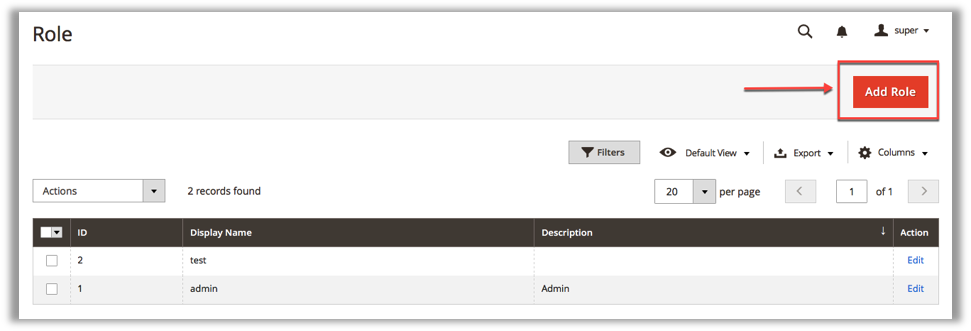 Role
super
Add Role
Filters
Default View
Export
Columns
Actions
2 records found
20
per page
1
of 1
ID Display Name Description ↓ Action
2 test Edit
1 admin Admin Edit